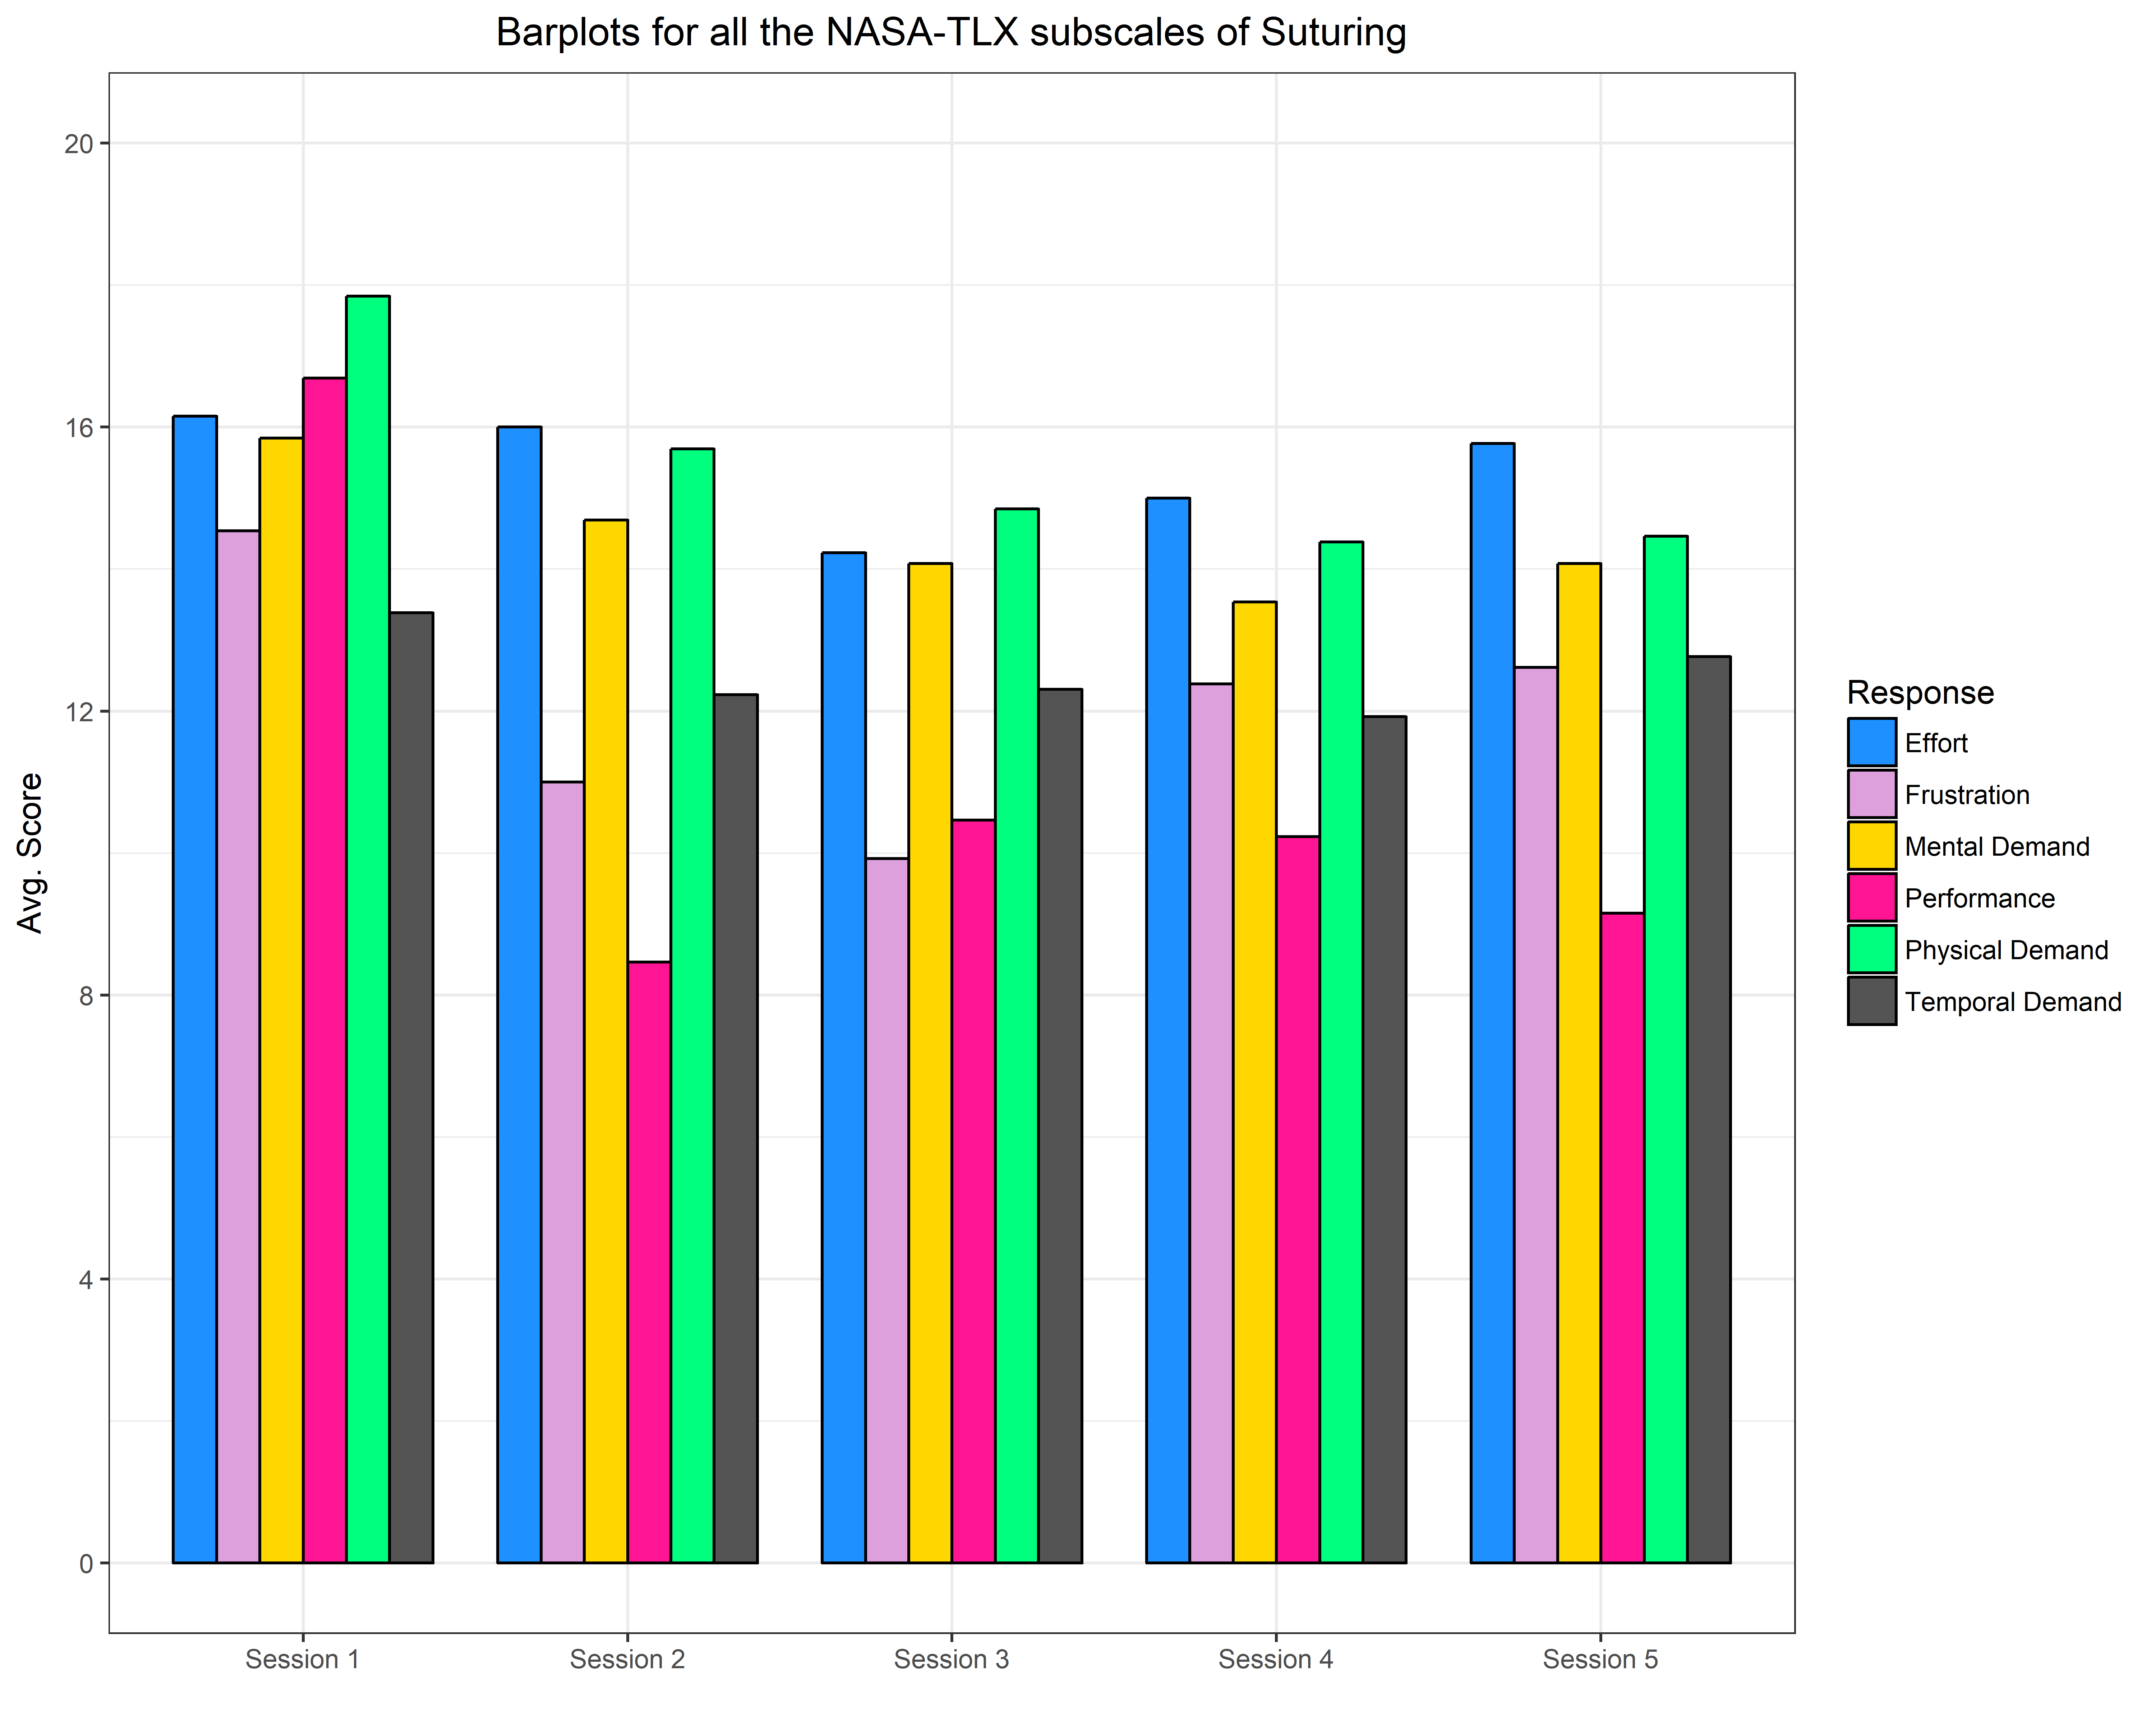 Barplots for all the NASA-TLX subscales of Suturing
Avg. Score
20
16
12
8
4
0
Session 1
Session 2
Session 3
Session 4
Session 5
Response
Effort
Frustration
Mental Demand
Performance
Physical Demand
Temporal Demand